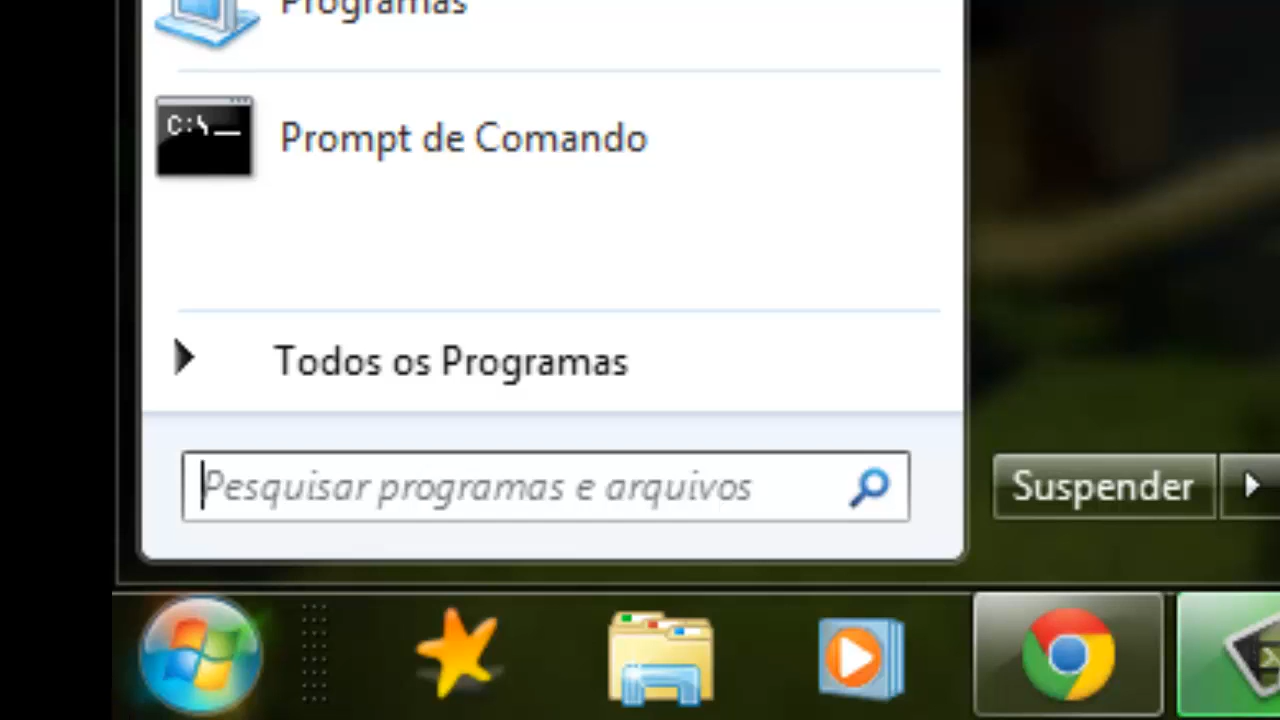 Programas
C:\_
Prompt de Comando
Todos os Programas
Pesquisar programas e arquivos
Suspender